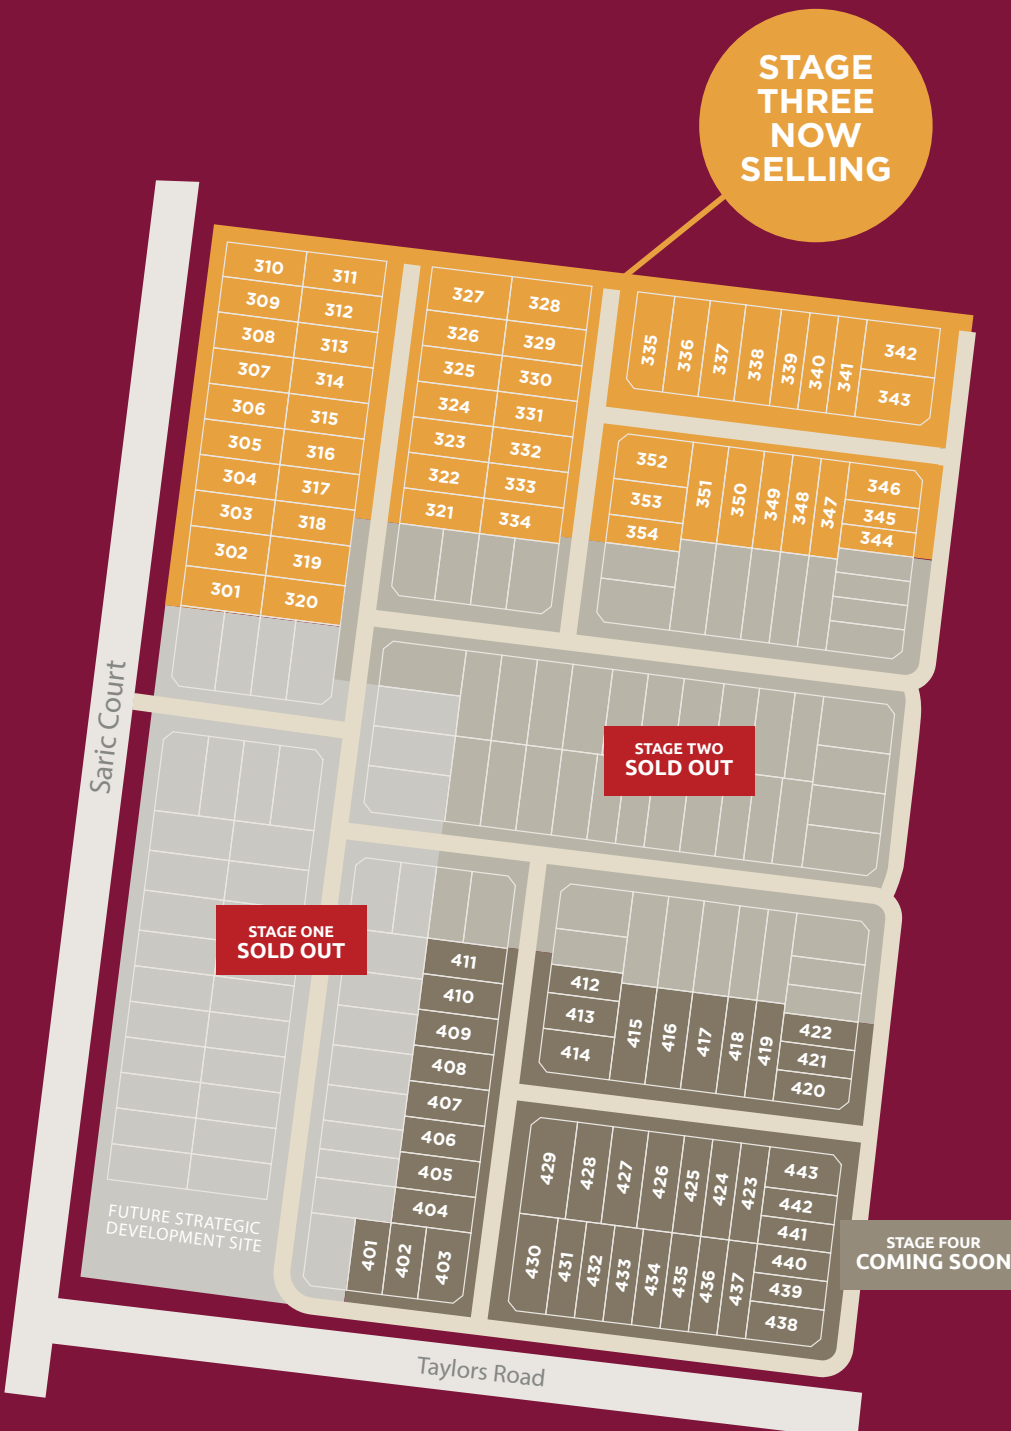 STAGE
THREE
NOW
SELLING
310 311
309 312
308 313
307 314
306 315
305 316
304 317
303 318
302 319
301 320
327 328
326 329
325 330
324 331
323 332
322 333
321 334
335 336 337 338 339 340 341 342
343
352 351 350 349 348 347 346
353 345
354 344
Saric Court
STAGE TWO
SOLD OUT
STAGE ONE
SOLD OUT
411
410
409
408
407
406
405
404
401 402 403
412
413
414
415 416 417 418 419
422
421
420
429 428 427 426 425 424 423
443
442
441
430 431 432 433 434 435 436 437
440
439
438
STAGE FOUR
COMING SOON
FUTURE STRATEGIC
DEVELOPMENT SITE
Taylors Road